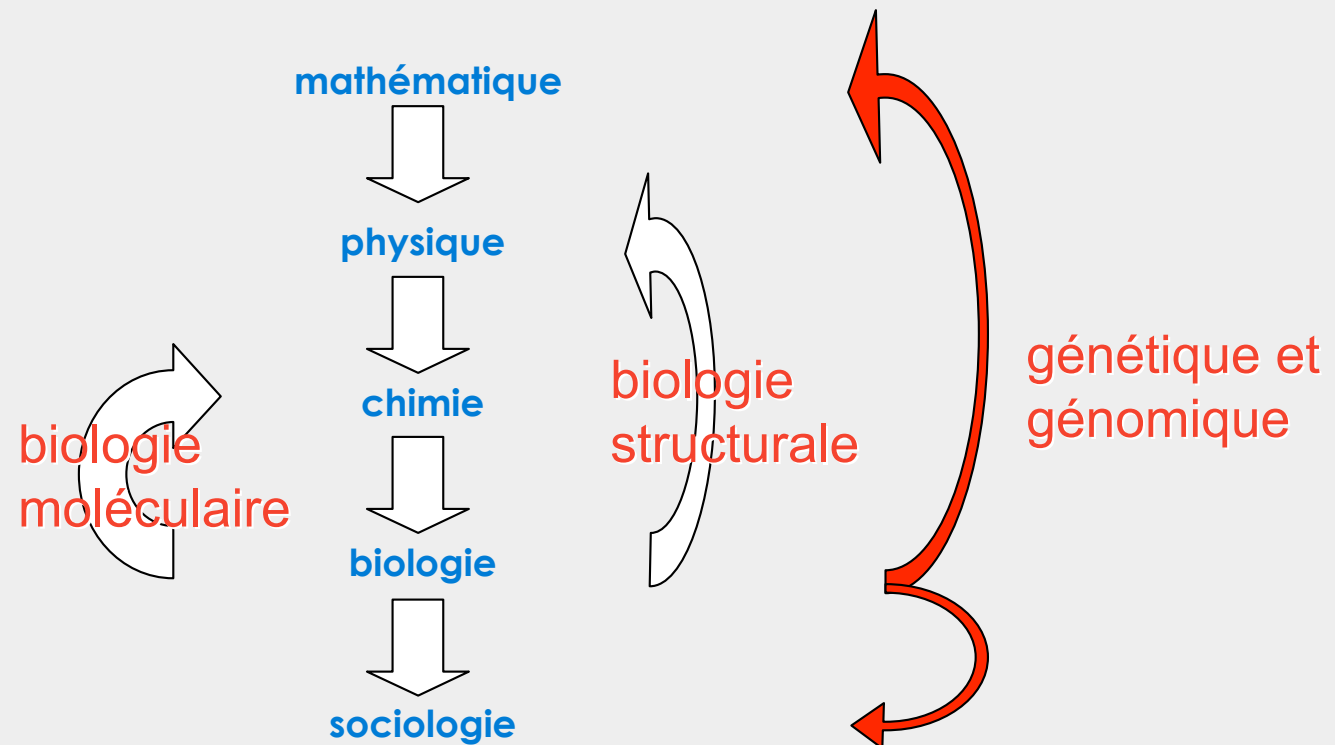 mathématique
physique
chimie
biologie
sociologie
biologie
moléculaire
biologie
structurale
génétique et
génomique